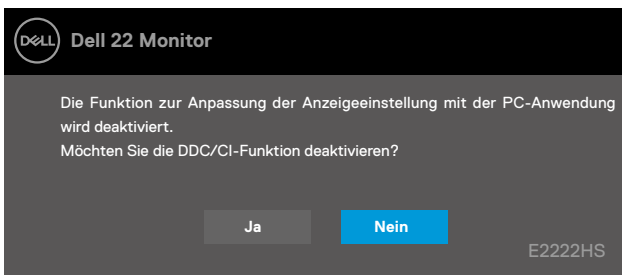 DELL Dell 22 Monitor
Die Funktion zur Anpassung der Anzeigeeinstellung mit der PC-Anwendung
wird deaktiviert.
Möchten Sie die DDC/CI-Funktion deaktivieren?
Ja Nein
E2222HS